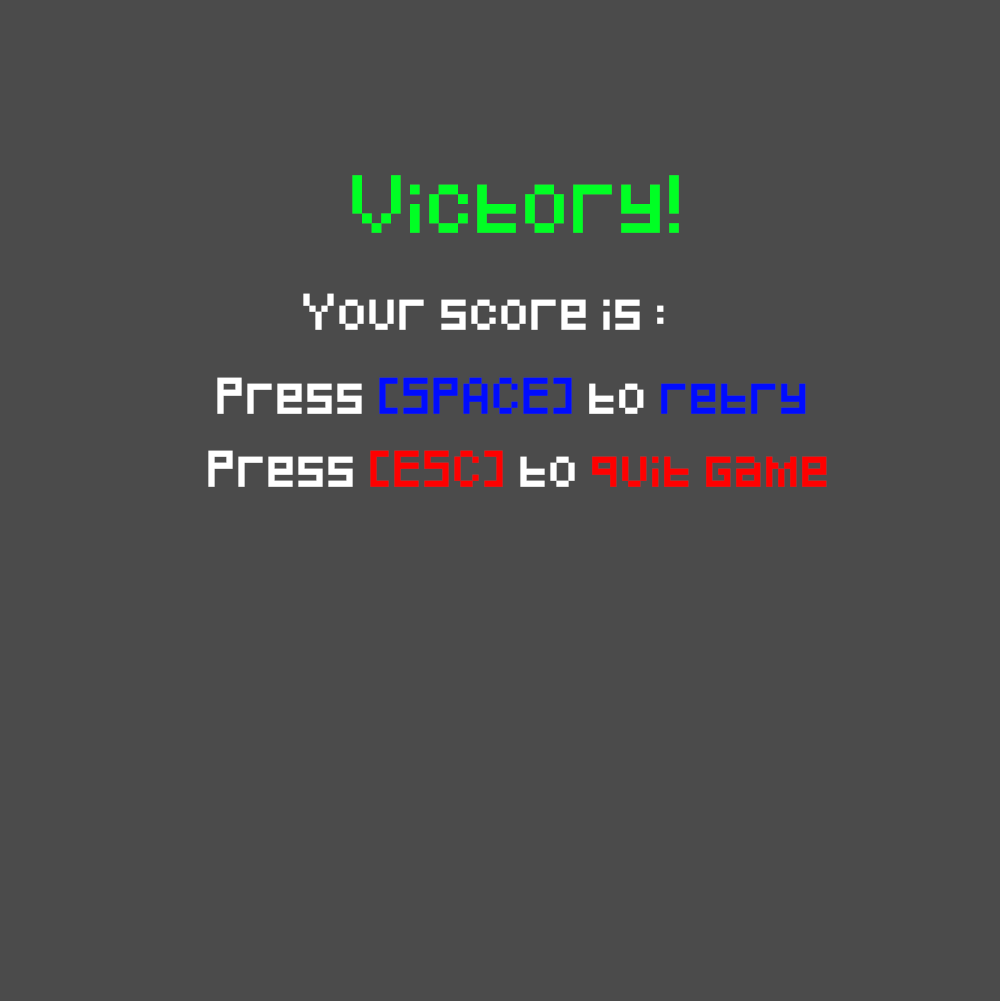 Victory!
Your score is :
Press [SPACE] to retry
Press [ESC] to quit Game